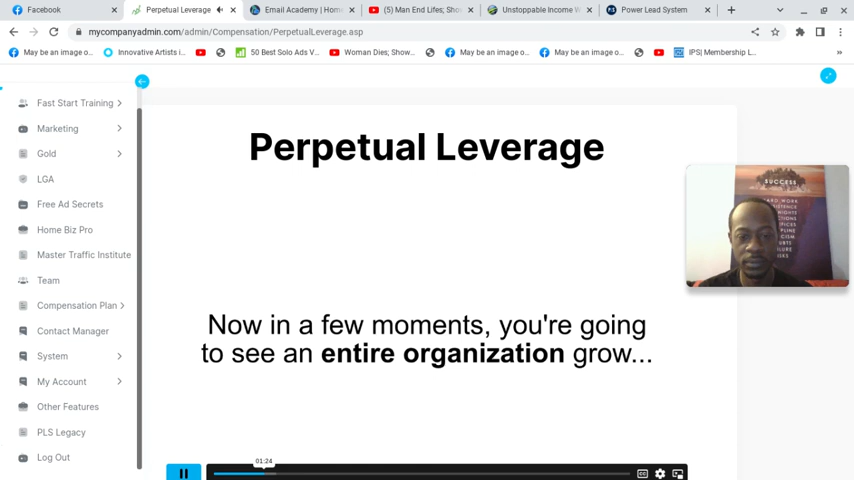 Facebook
Perpetual Leverage
Email Academy | Hom
(5) Man End Lifes; Show
Unstoppable Income W
Power Lead System
mycompanyadmin.com/admin/Compensation/PerpetualLeverage.asp
May be an image o...
Innovative Artists i...
50 Best Solo Ads V...
Woman Dies; Show...
May be an image o...
May be an image o...
IPS| Membership L...
Fast Start Training
Marketing
Gold
LGA
Free Ad Secrets
Home Biz Pro
Master Traffic Institute
Team
Compensation Plan
Contact Manager
System
My Account
Other Features
PLS Legacy
Log Out
Perpetual Leverage
Now in a few moments, you're going
to see an entire organization grow...
01:24
SUCCESS